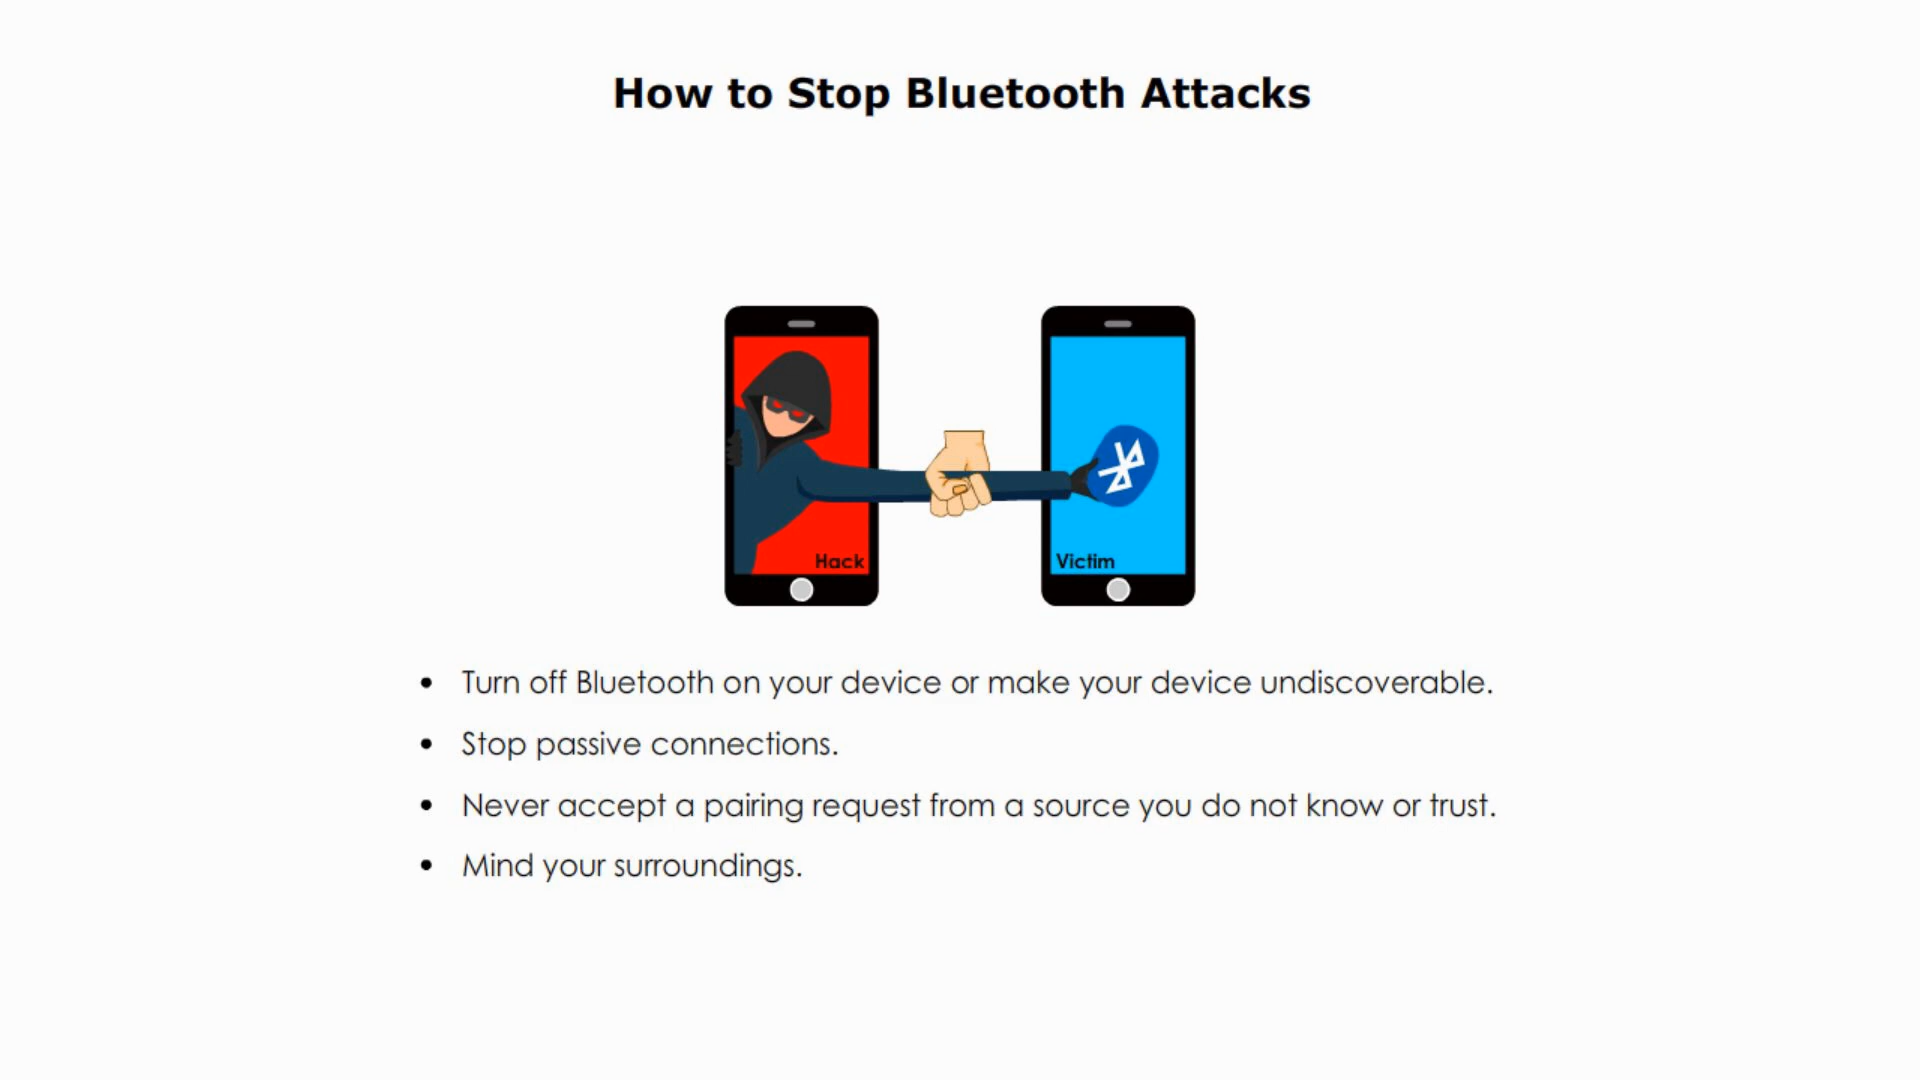 How to Stop Bluetooth Attacks
Hack
Victim
• Turn off Bluetooth on your device or make your device undiscoverable.
• Stop passive connections.
• Never accept a pairing request from a source you do not know or trust.
• Mind your surroundings.